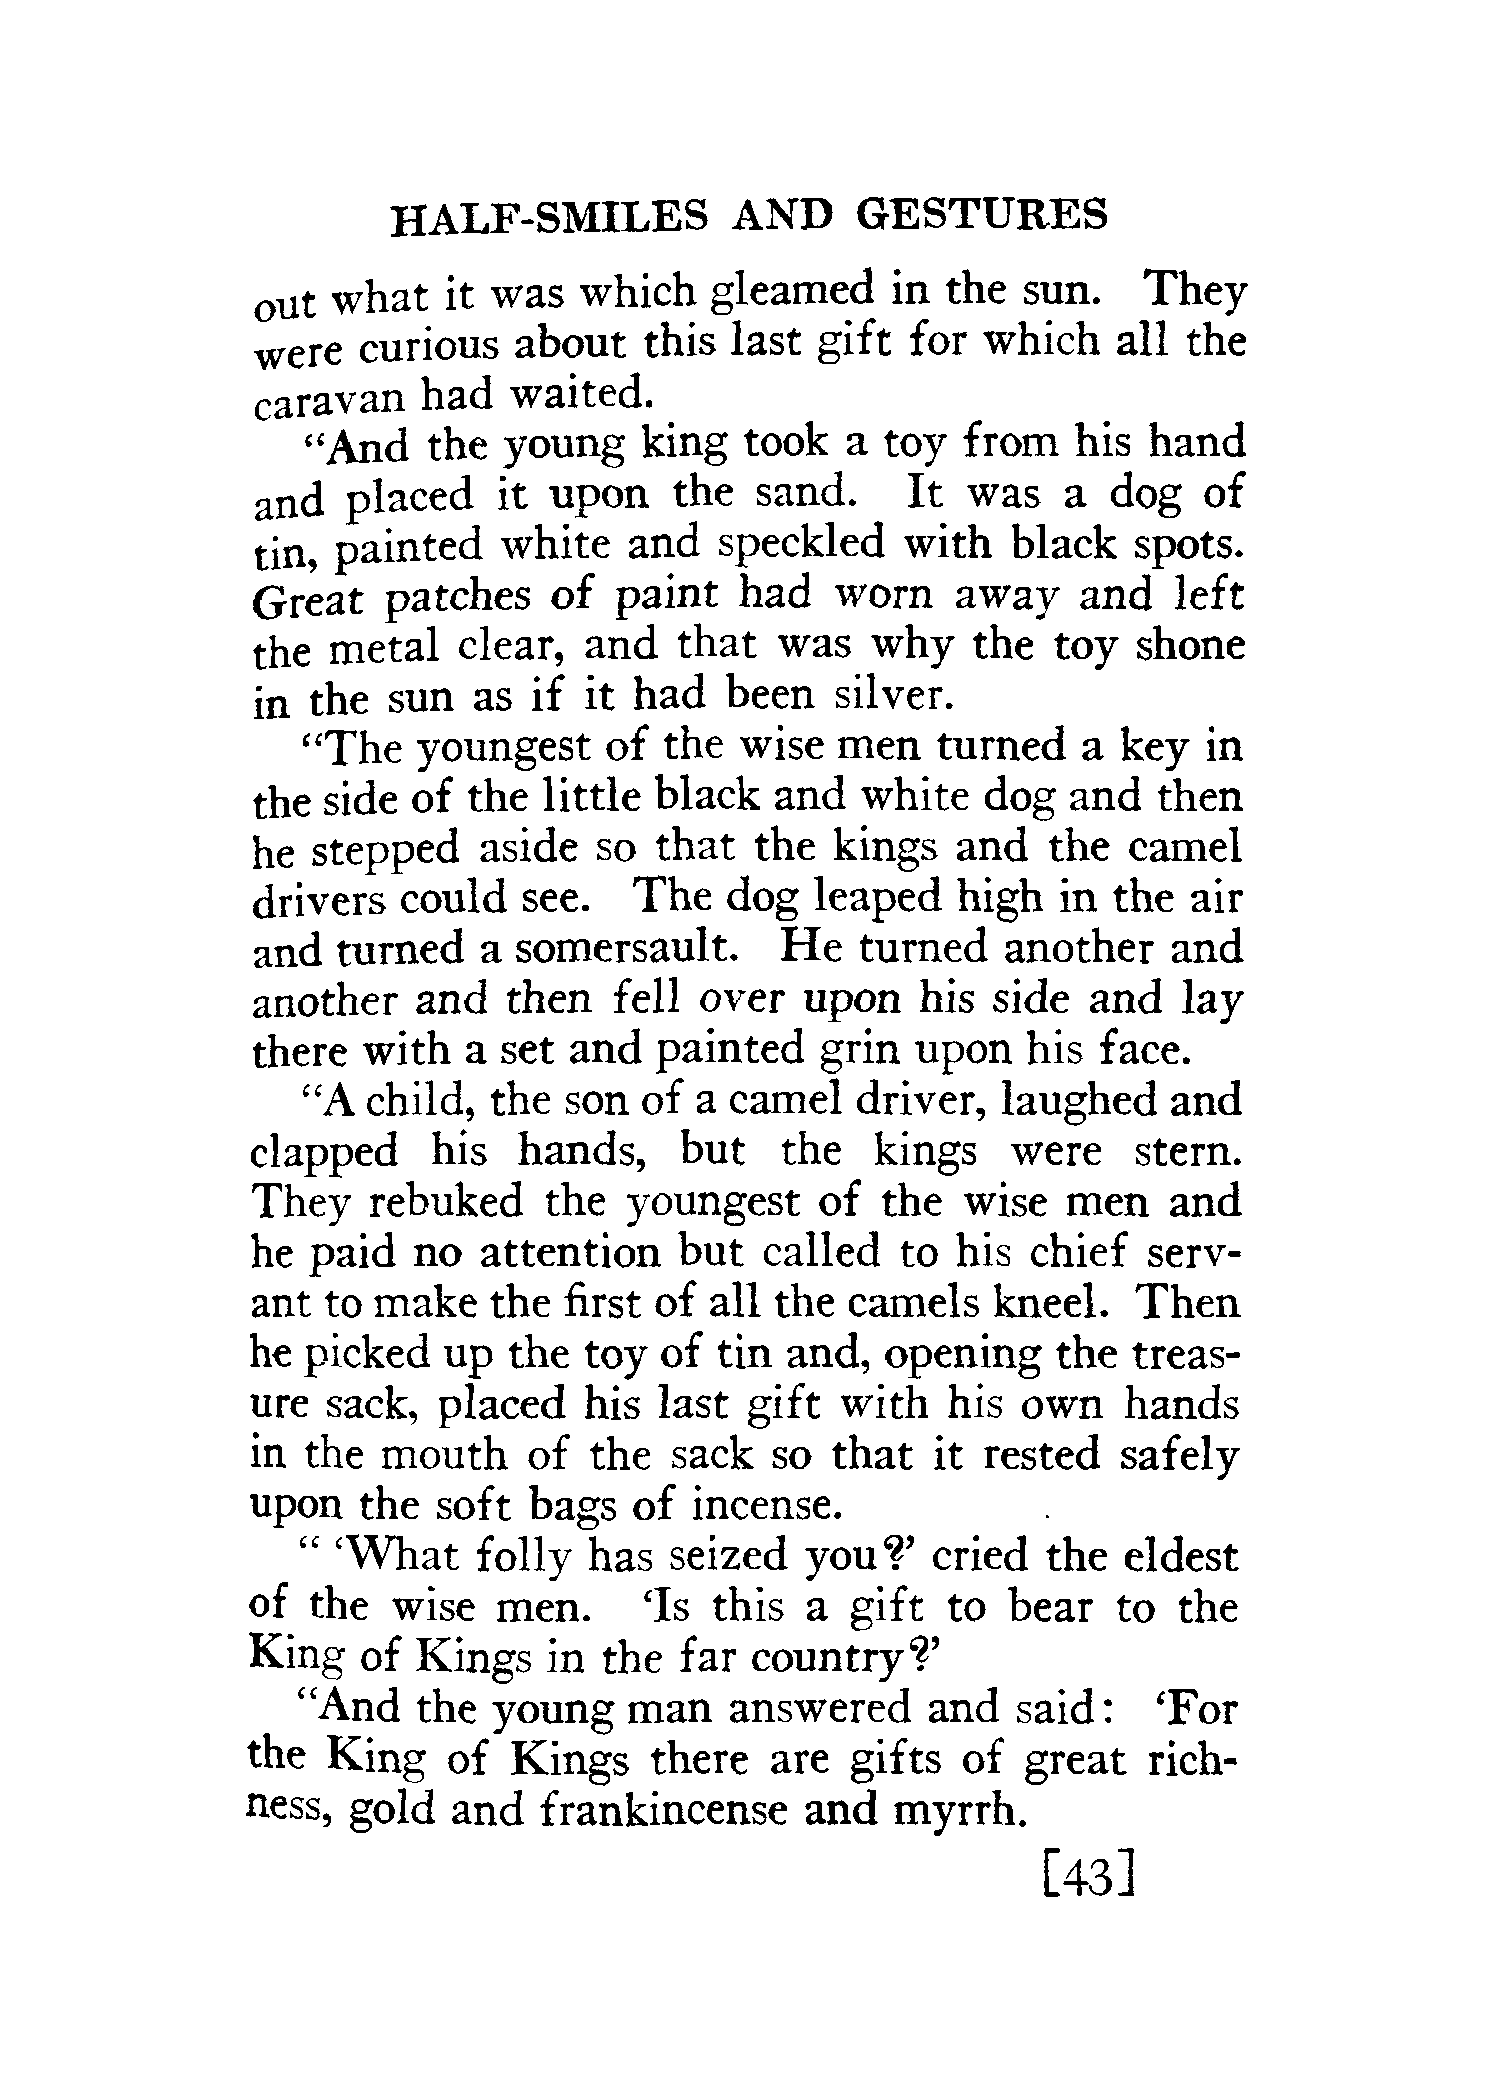 HALF-SMILES AND GESTURES
out what it was which gleamed in the sun. They
were curious about this last gift for which all the
caravan had waited.
"And the young king took a toy from his hand
and placed it upon the sand. It was a dog of
tin, painted white and speckled with black spots.
Great patches of paint had worn away and left
the metal clear, and that was why the toy shone
in the sun as if it had been silver.
"The youngest of the wise men turned a key in
the side of the little black and white dog and then
he stepped aside so that the kings and the camel
drivers could see. The dog leaped high in the air
and turned a somersault. He turned another and
another and then fell over upon his side and lay
there with a set and painted grin upon his face.
"A child, the son of a camel driver, laughed and
clapped his hands, but the kings were stern.
They rebuked the youngest of the wise men and
he paid no attention but called to his chief serv-
ant to make the first of all the camels kneel. Then
he picked up the toy of tin and, opening the treas-
ure sack, placed his last gift with his own hands
in the mouth of the sack so that it rested safely
upon the soft bags of incense.
" 'What folly has seized you?' cried the eldest
of the wise men. 'Is this a gift to bear to the
King of Kings in the far country?'
"And the young man answered and said: 'For
the King of Kings there are gifts of great rich-
ness, gold and frankincense and myrrh.
[43]